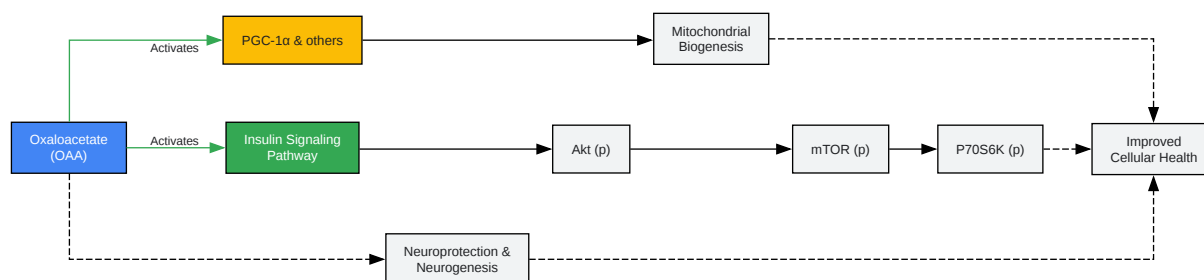 PGC-1α & others
Activates
Mitochondrial
Biogenesis
Oxaloacetate
(OAA)
Activates
Insulin Signaling
Pathway
Akt (p)
mTOR (p)
P70S6K (p)
Improved
Cellular Health
Neuroprotection &
Neurogenesis